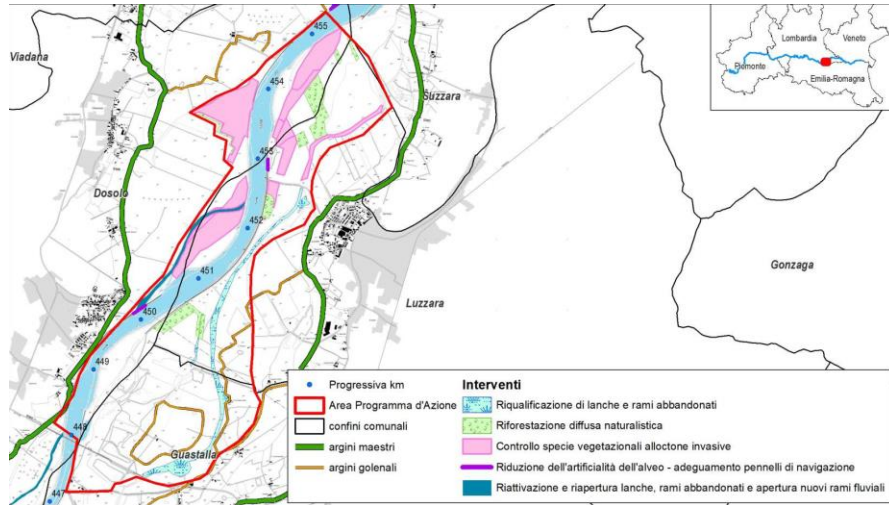 455
Viadana
454
Suzzara
453
Dosolo
452
451
450
Luzzara
449
448
Guastalla
447
Gonzaga
Lombardia
Veneto
Piemonte
Emilia-Romagna
Progressiva km
Area Programma d'Azione
confini comunali
argini maestri
argini golenali
Interventi
Riqualificazione di lanche e rami abbandonati
Riforestazione diffusa naturalistica
Controllo specie vegetazionali alloctone invasive
Riduzione dell'artificialità dell'alveo - adeguamento pennelli di navigazione
Riattivazione e riapertura lanche, rami abbandonati e apertura nuovi rami fluviali